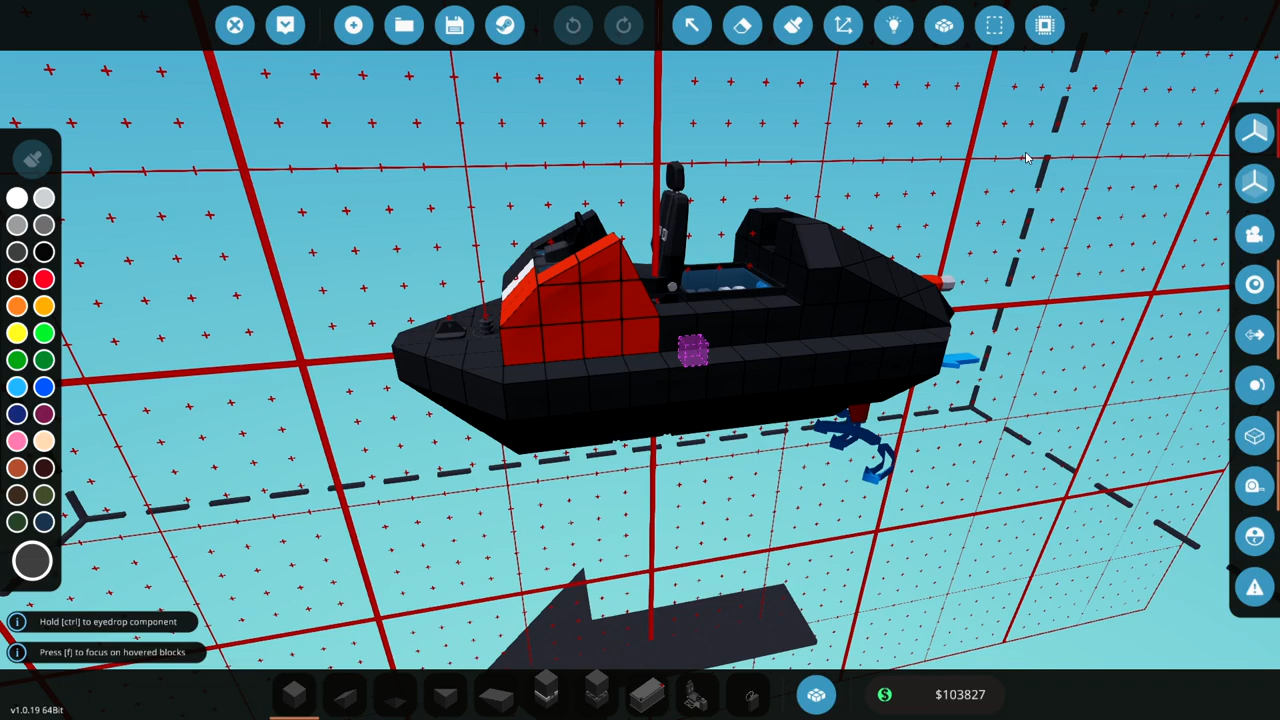 Hold [ctrl] to eyedrop component
Press [f] to focus on hovered blocks
$ $103827
v1.0.19 64Bit